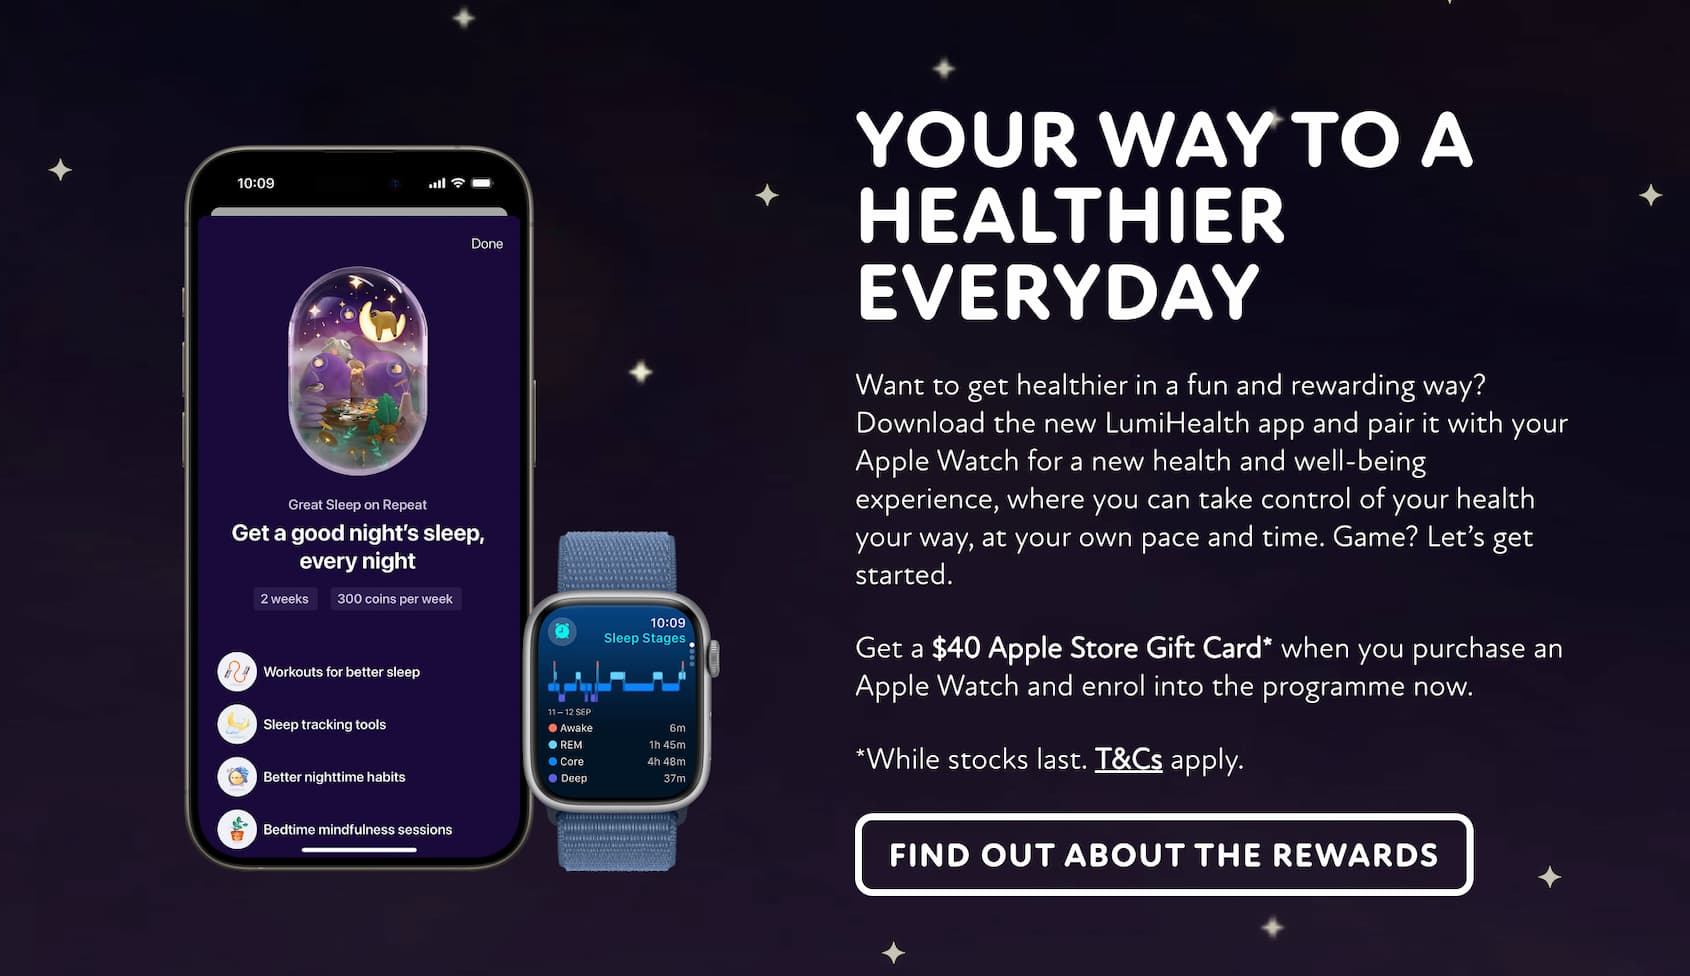 10:09
Done
Great Sleep on Repeat
Get a good night's sleep,
every night
2 weeks
300 coins per week
Workouts for better sleep
Sleep tracking tools
Better nighttime habits
Bedtime mindfulness sessions
10:09
Sleep Stages
11 – 12 SEP
Awake 6m
REM 1h 45m
Core 4h 48m
Deep 37m
YOUR WAY TO A
HEALTHIER
EVERYDAY
Want to get healthier in a fun and rewarding way?
Download the new LumiHealth app and pair it with your
Apple Watch for a new health and well-being
experience, where you can take control of your health
your way, at your own pace and time. Game? Let's get
started.
Get a $40 Apple Store Gift Card* when you purchase an
Apple Watch and enrol into the programme now.
*While stocks last. T&Cs apply.
FIND OUT ABOUT THE REWARDS